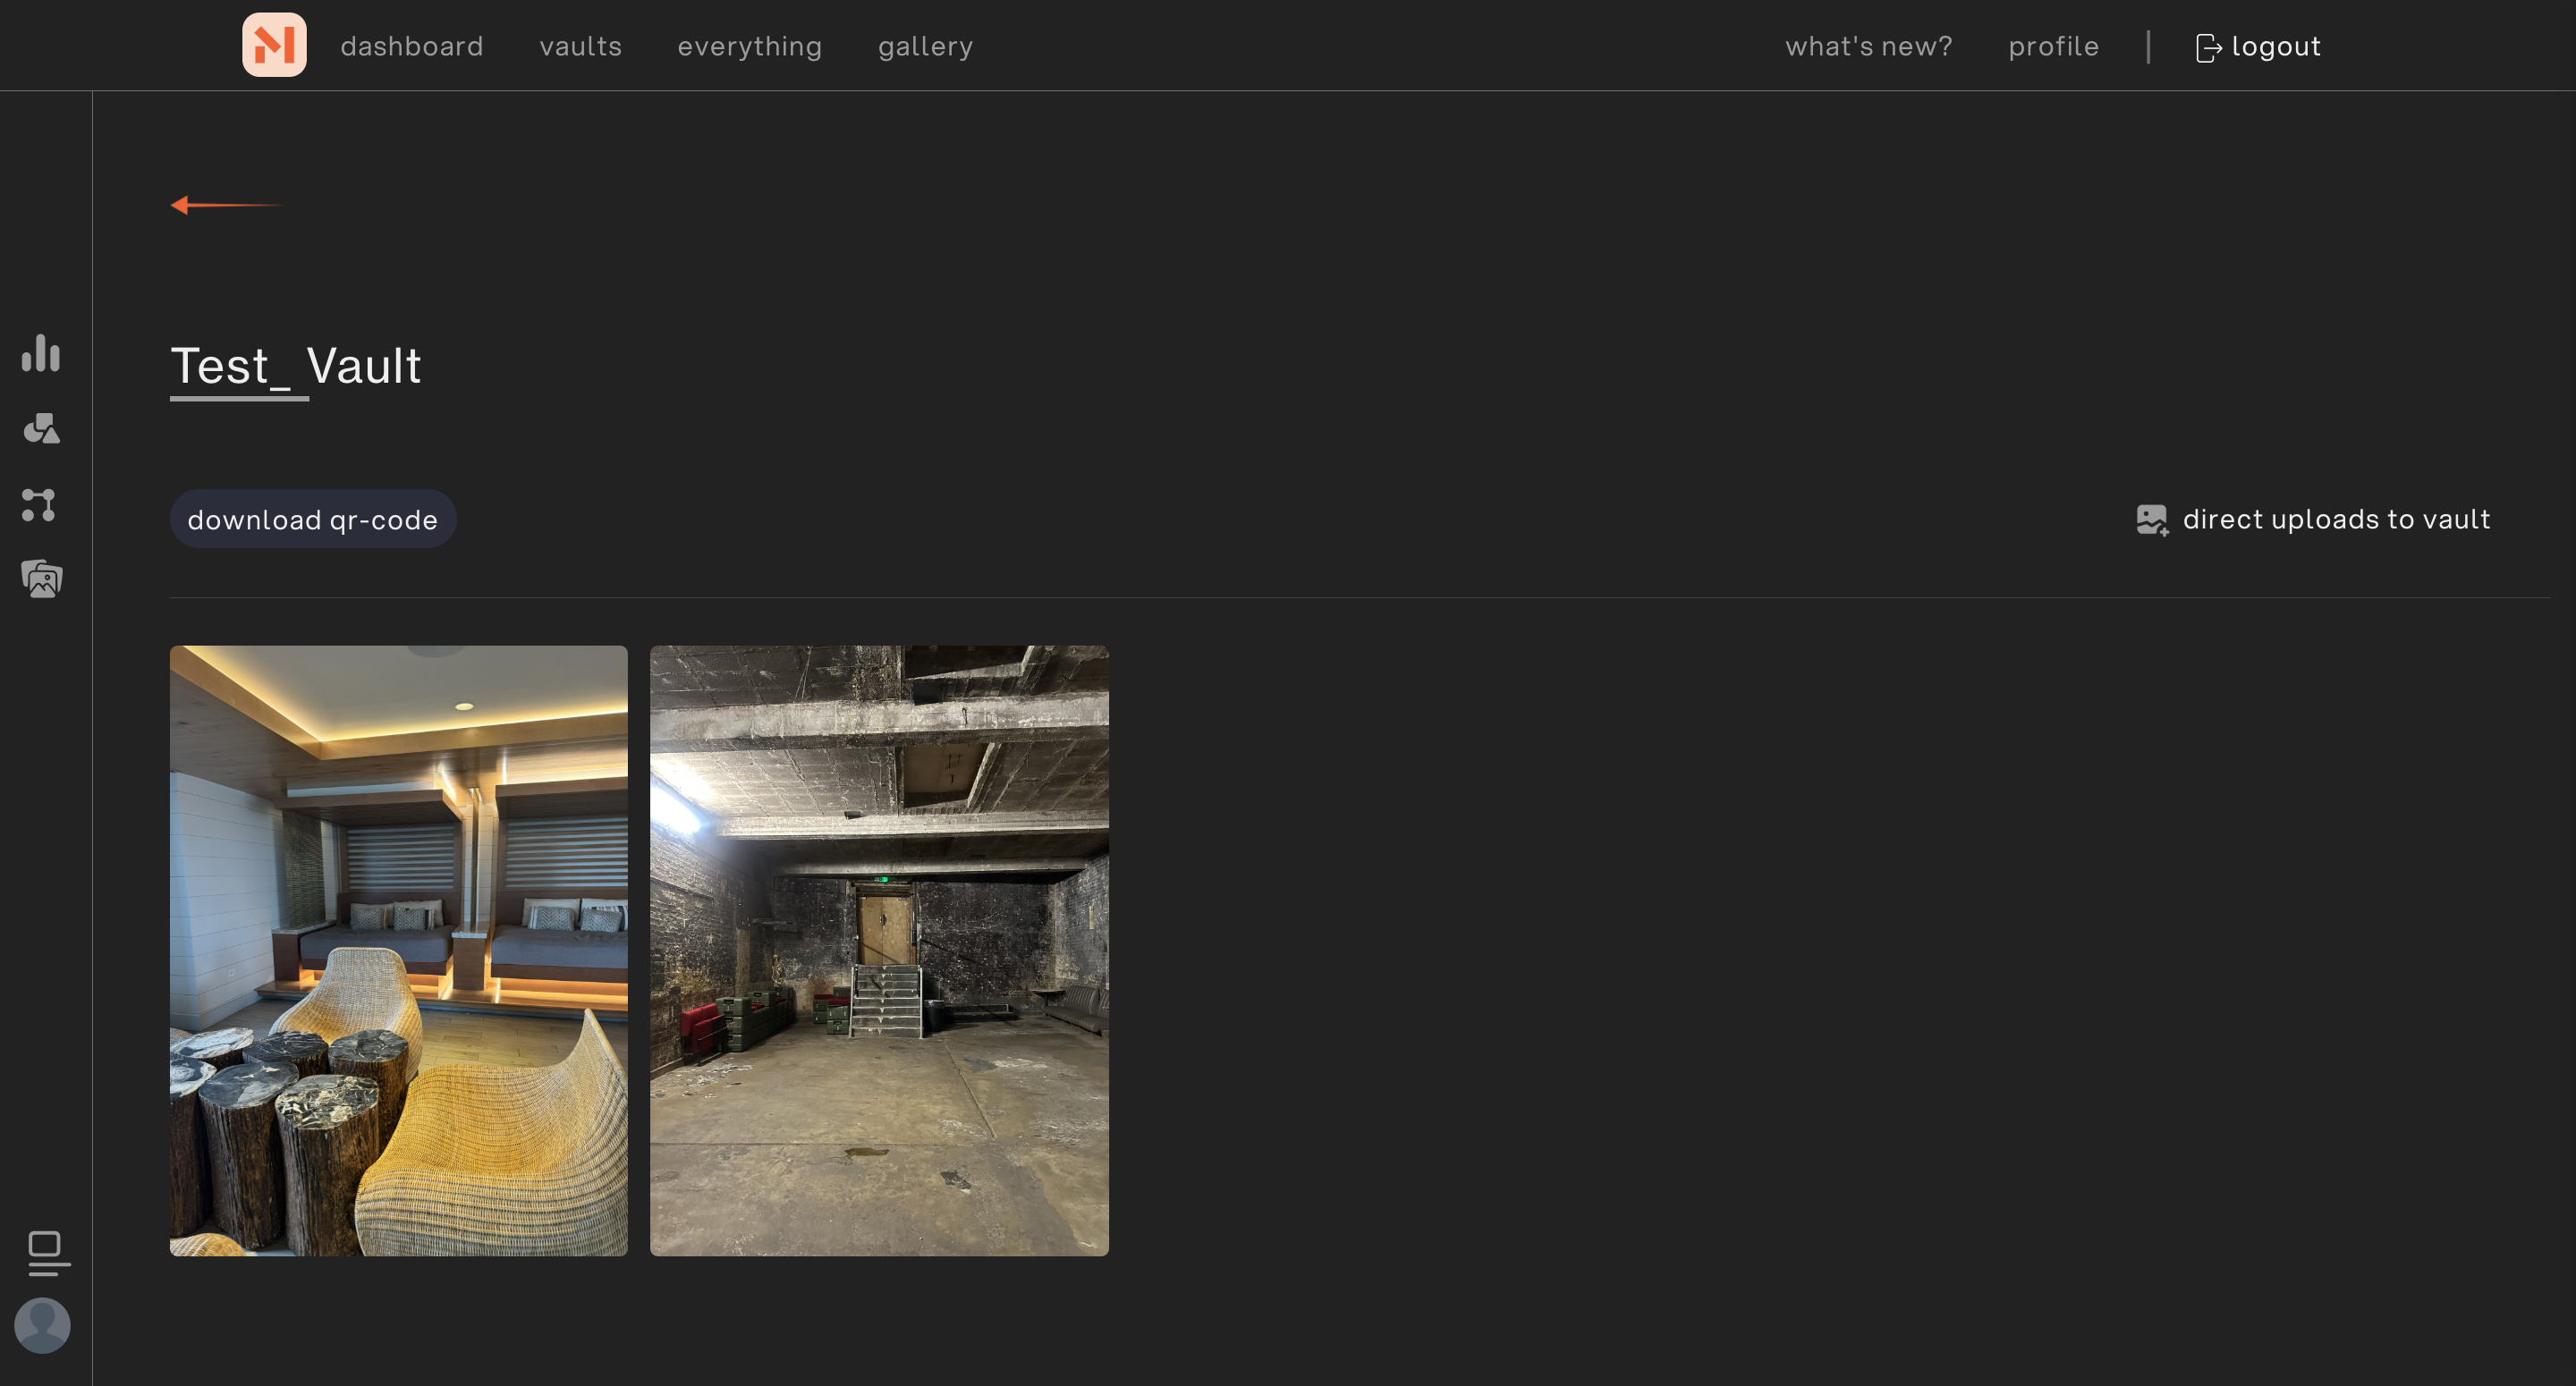 dashboard vaults everything gallery what's new? profile | logout
Test_ Vault
download qr-code direct uploads to vault